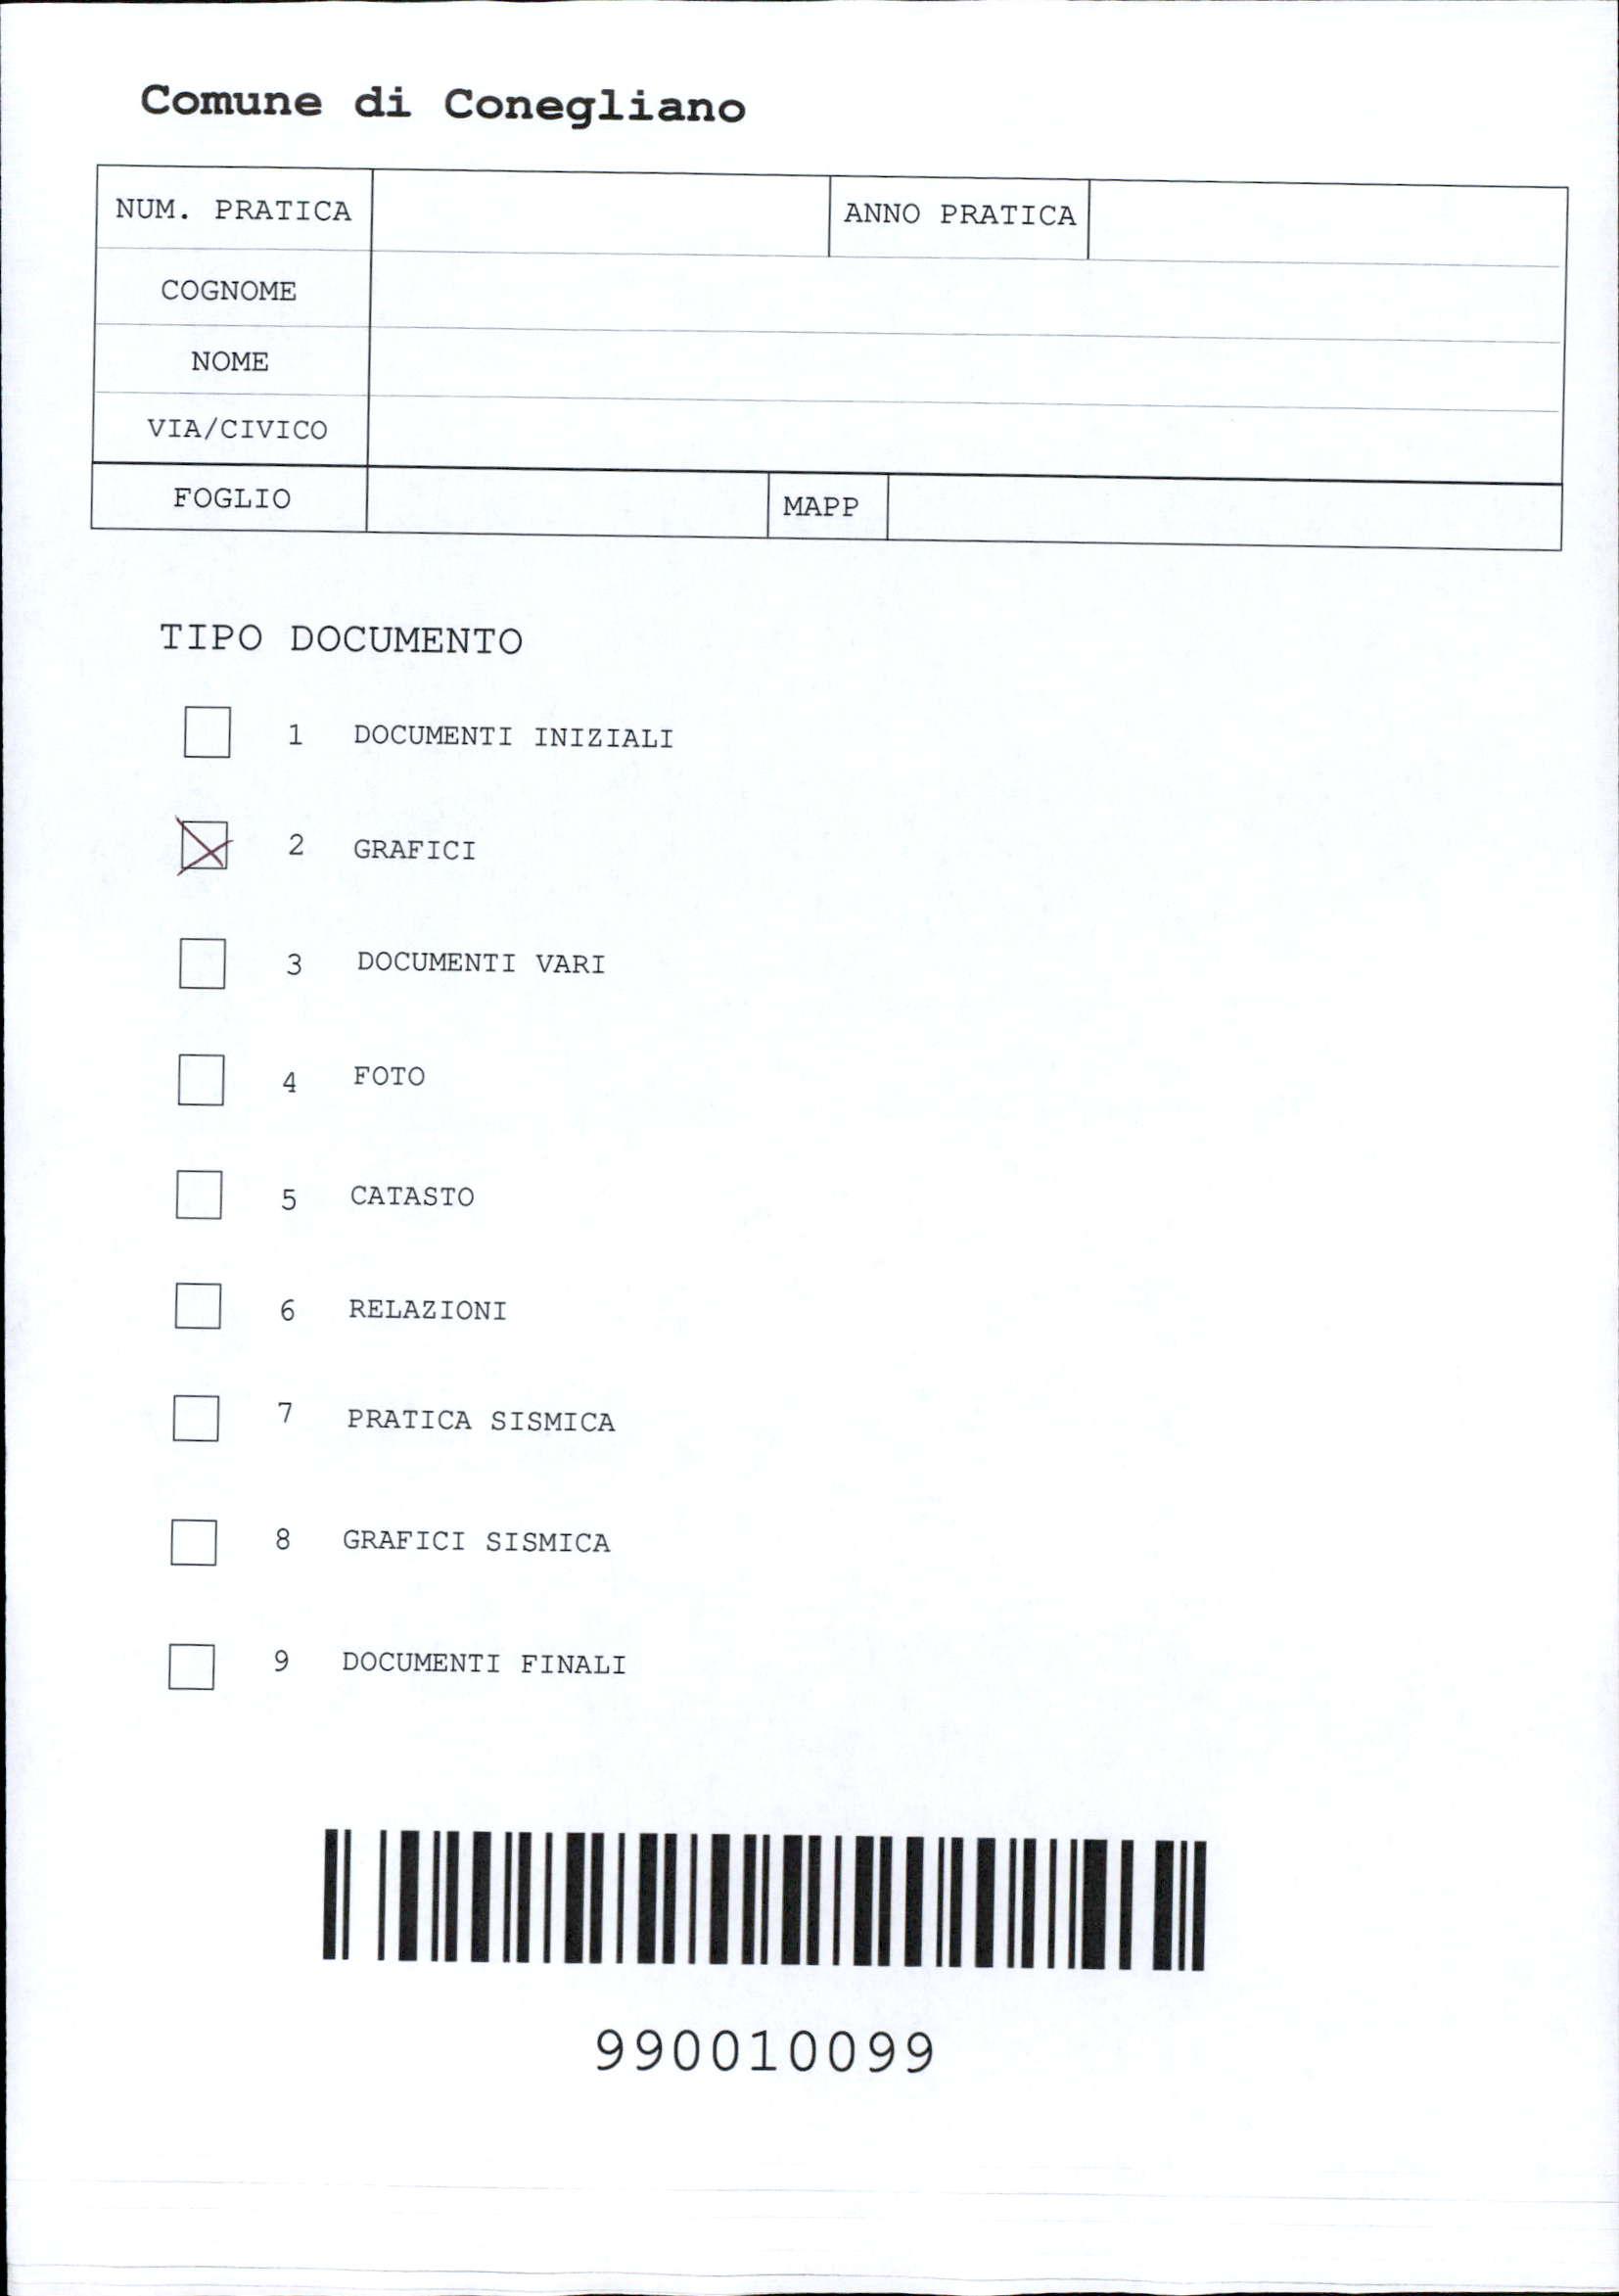 Comune di Conegliano
NUM. PRATICA ANNO PRATICA
COGNOME
NOME
VIA/CIVICO
FOGLIO MAPP
TIPO DOCUMENTO
1 DOCUMENTI INIZIALI
2 GRAFICI
3 DOCUMENTI VARI
4 FOTO
5 CATASTO
6 RELAZIONI
7 PRATICA SISMICA
8 GRAFICI SISMICA
9 DOCUMENTI FINALI
990010099